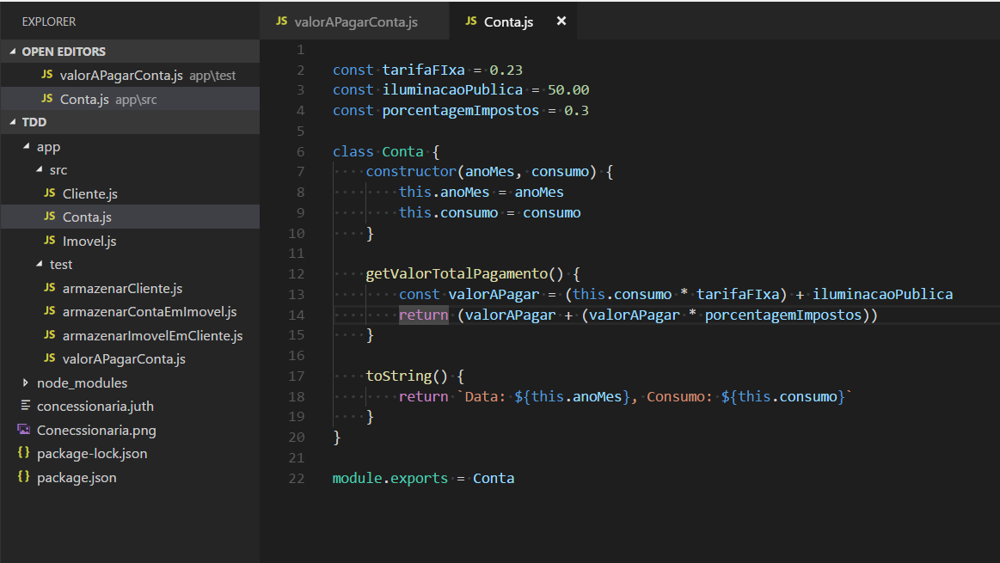 EXPLORER
OPEN EDITORS
JS valorAPagarConta.js app\test
JS Conta.js app\src
TDD
app
src
JS Cliente.js
JS Conta.js
JS Imovel.js
test
JS armazenarCliente.js
JS armazenarContaEmImovel.js
JS armazenarImovelEmCliente.js
JS valorAPagarConta.js
node_modules
concessionaria.juth
Conecssionaria.png
{} package-lock.json
{} package.json
JS valorAPagarConta.js
JS Conta.js ×
1
2 const tarifaFIxa = 0.23
3 const iluminacaoPublica = 50.00
4 const porcentagemImpostos = 0.3
5
6 class Conta {
7     constructor(anoMes, consumo) {
8         this.anoMes = anoMes
9         this.consumo = consumo
10     }
11
12     getValorTotalPagamento() {
13         const valorAPagar = (this.consumo * tarifaFIxa) + iluminacaoPublica
14         return (valorAPagar + (valorAPagar * porcentagemImpostos))
15     }
16
17     toString() {
18         return `Data: ${this.anoMes}, Consumo: ${this.consumo}`
19     }
20 }
21
22 module.exports = Conta